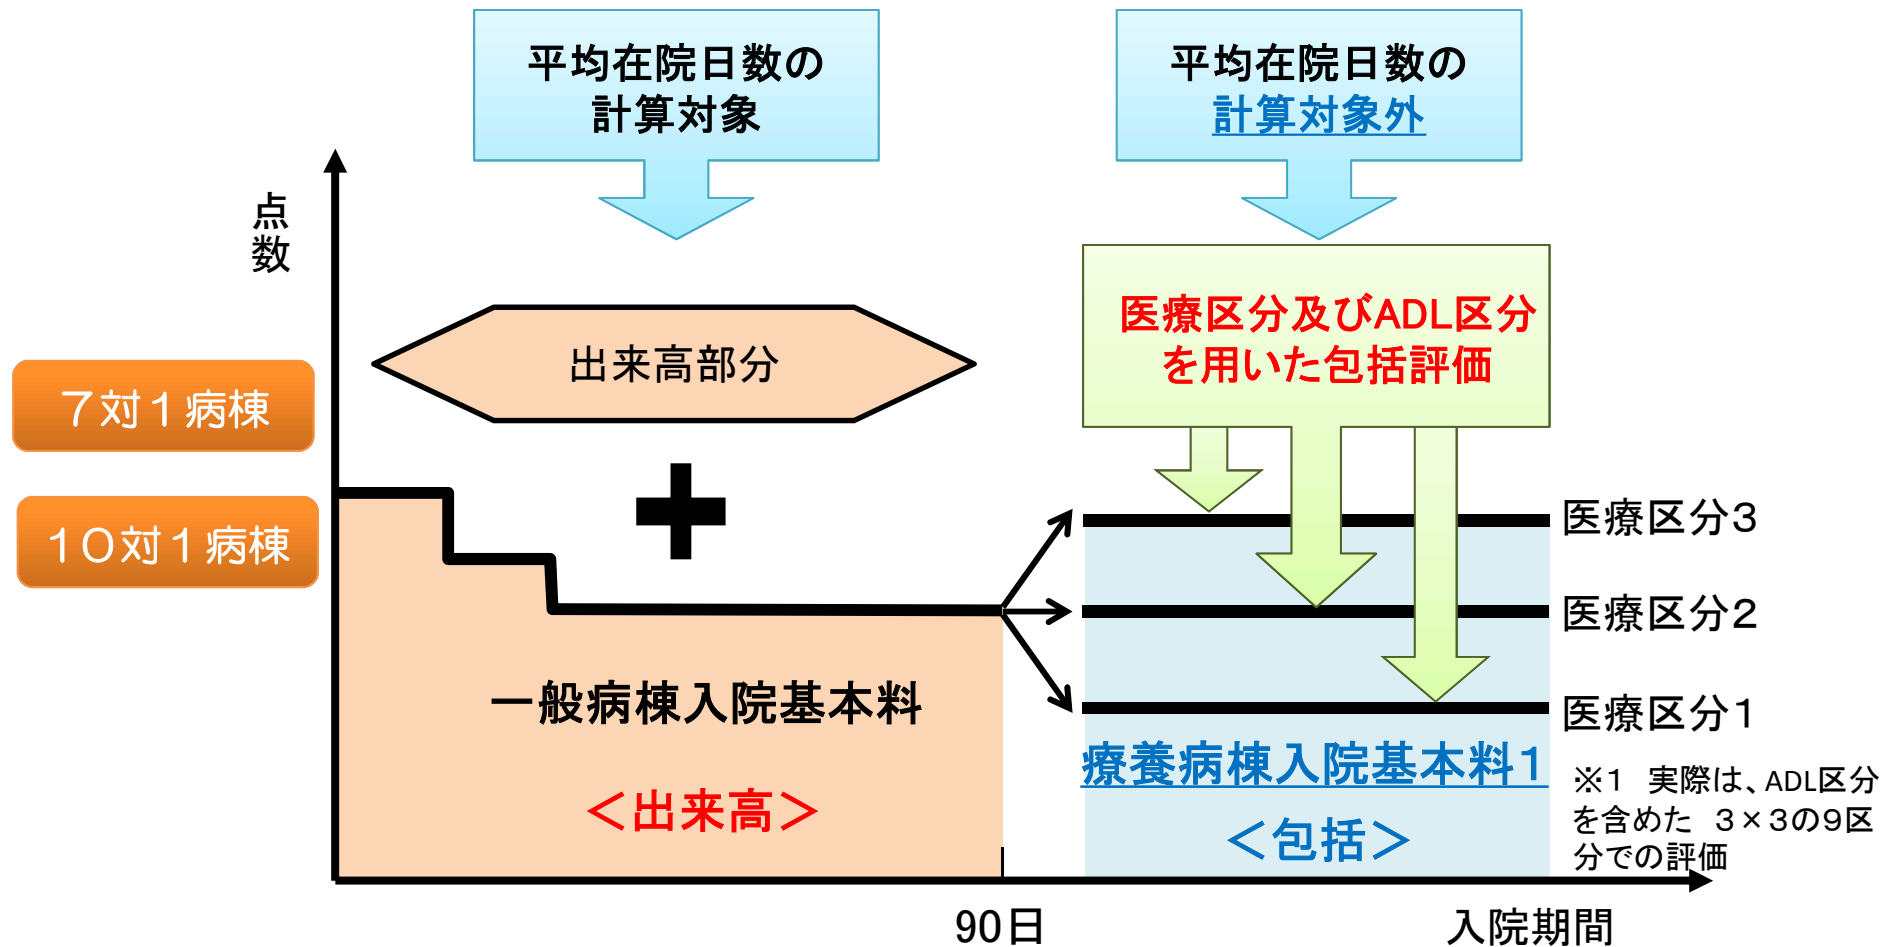 平均在院日数の
計算対象
平均在院日数の
計算対象外
点
数
出来高部分
医療区分及びADL区分
を用いた包括評価
７対１病棟
１０対１病棟
医療区分３
医療区分２
医療区分１
一般病棟入院基本料
＜出来高＞
療養病棟入院基本料１
＜包括＞
※１　実際は、ADL区分
を含めた　３×３の９区
分での評価
90日
入院期間